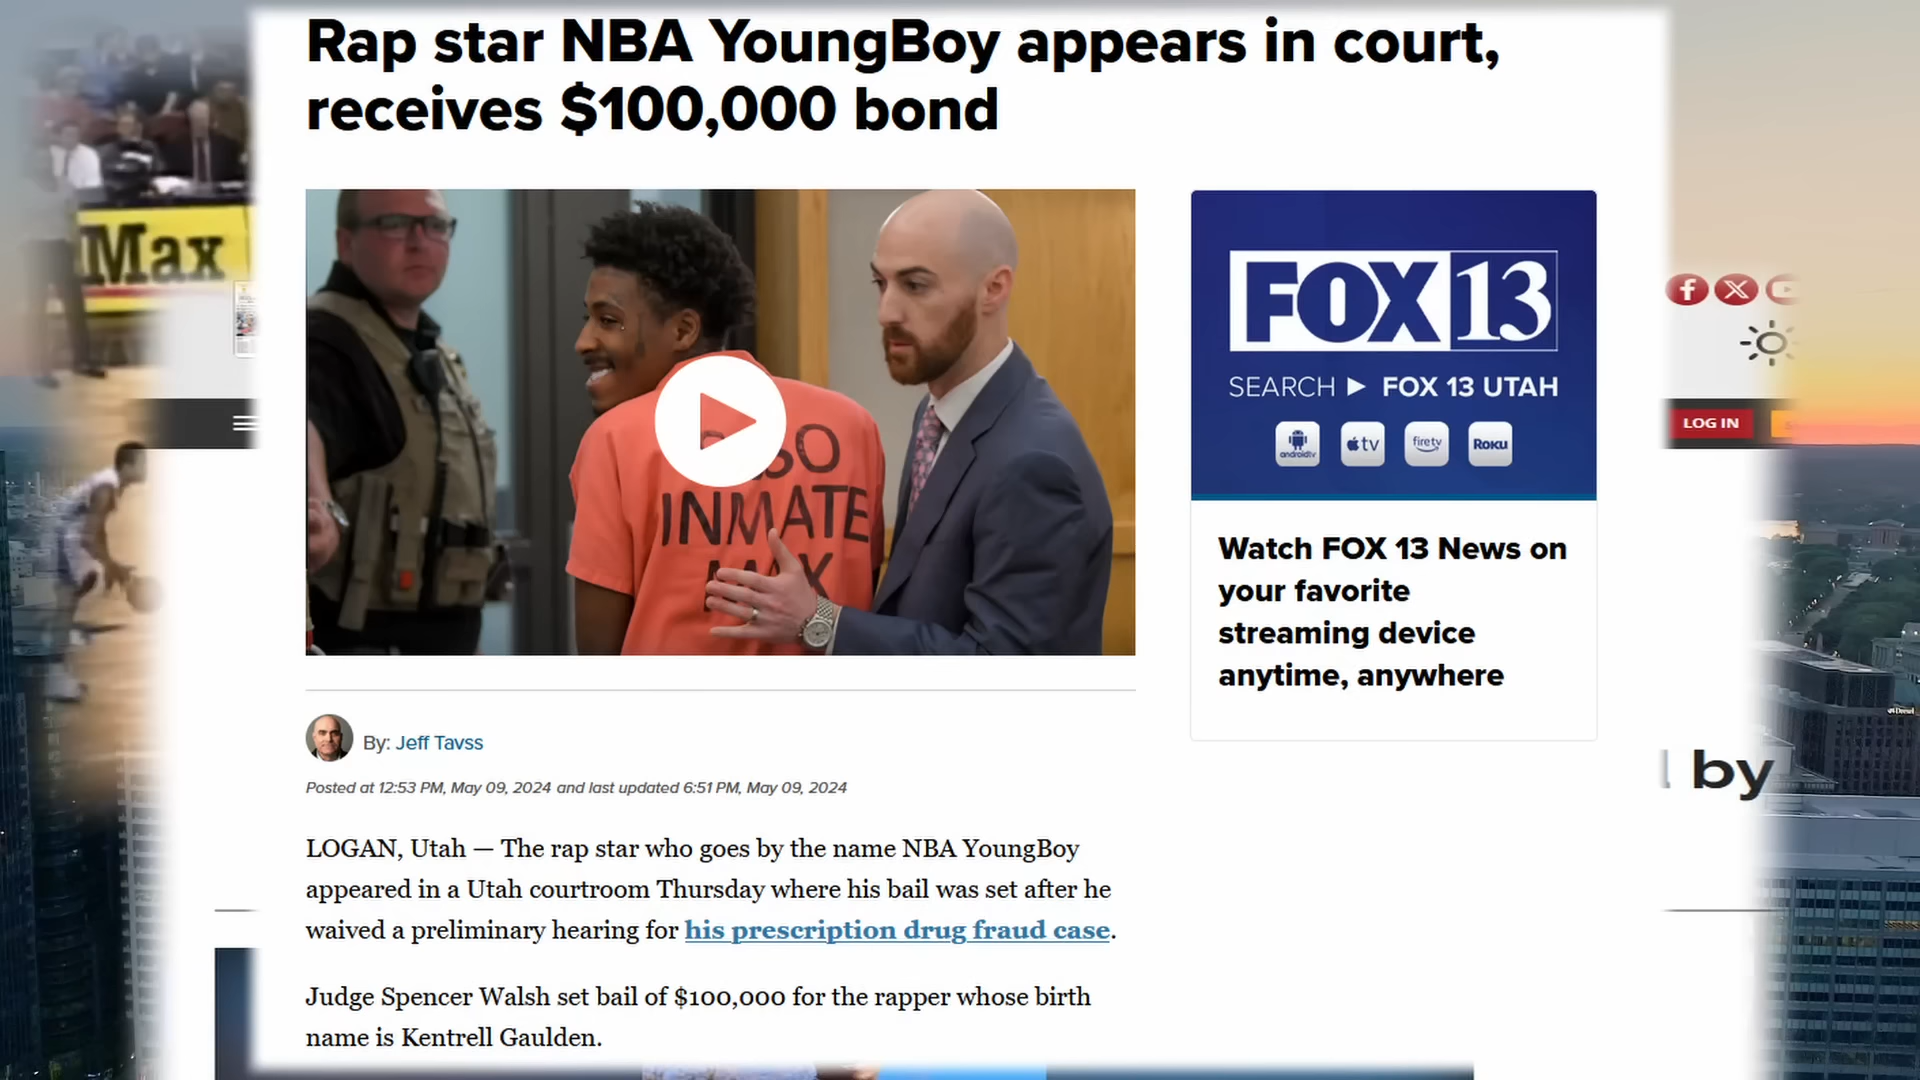 Rap star NBA YoungBoy appears in court,
receives $100,000 bond
Max
SO
INMATE
MAX
FOX 13
SEARCH ▶ FOX 13 UTAH
androidtv
tv
firetv
Roku
Watch FOX 13 News on
your favorite
streaming device
anytime, anywhere
LOG IN
by
By: Jeff Tavss
Posted at 12:53 PM, May 09, 2024 and last updated 6:51 PM, May 09, 2024
LOGAN, Utah — The rap star who goes by the name NBA YoungBoy
appeared in a Utah courtroom Thursday where his bail was set after he
waived a preliminary hearing for his prescription drug fraud case.
Judge Spencer Walsh set bail of $100,000 for the rapper whose birth
name is Kentrell Gaulden.